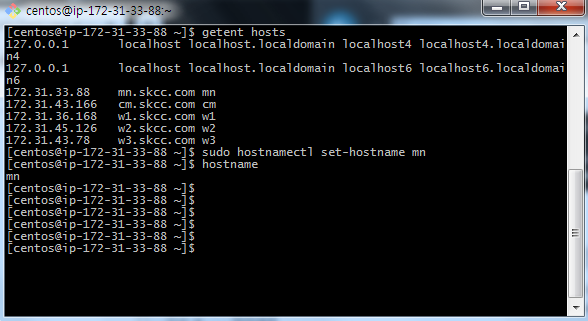 centos@ip-172-31-33-88:~
[centos@ip-172-31-33-88 ~]$ getent hosts
127.0.0.1       localhost localhost.localdomain localhost4 localhost4.localdomai
n4
127.0.0.1       localhost localhost.localdomain localhost6 localhost6.localdomai
n6
172.31.33.88    mn.skcc.com mn
172.31.43.166   cm.skcc.com cm
172.31.36.168   w1.skcc.com w1
172.31.45.126   w2.skcc.com w2
172.31.43.78    w3.skcc.com w3
[centos@ip-172-31-33-88 ~]$ sudo hostnamectl set-hostname mn
[centos@ip-172-31-33-88 ~]$ hostname
mn
[centos@ip-172-31-33-88 ~]$
[centos@ip-172-31-33-88 ~]$
[centos@ip-172-31-33-88 ~]$
[centos@ip-172-31-33-88 ~]$
[centos@ip-172-31-33-88 ~]$
[centos@ip-172-31-33-88 ~]$